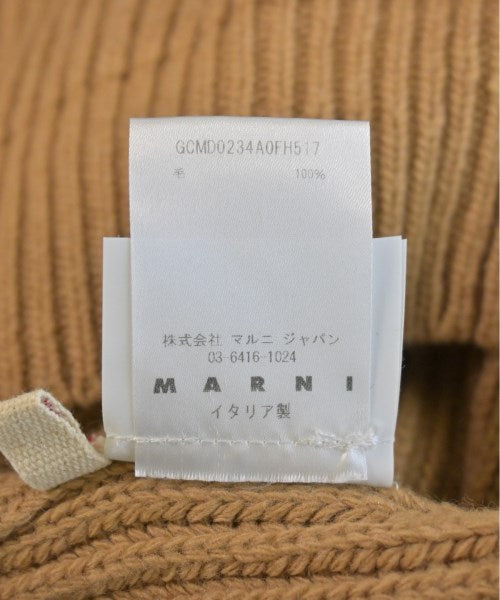 GCMD0234A0FH517
毛 100%
株式会社 マルニ ジャパン
03-6416-1024
MARNI
イタリア製